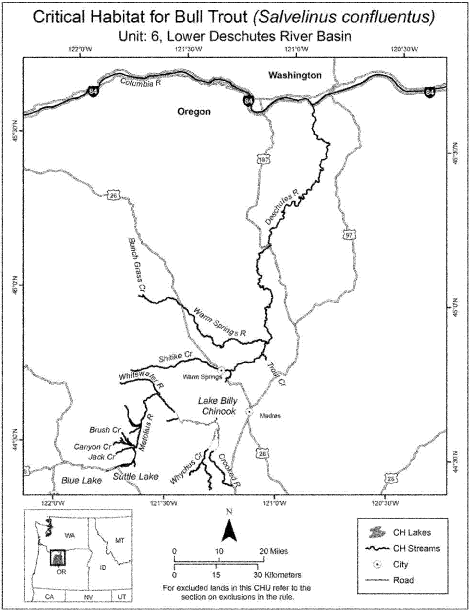 Critical Habitat for Bull Trout (Salvelinus confluentus)
Unit: 6, Lower Deschutes River Basin
122°0'W
121°30'W
121°0'W
120°30'W
Washington
84
Columbia R
84
84
Oregon
45°30'N
45°30'N
197
Deschutes R
26
97
Bunch Grass Cr
45°0'N
45°0'N
Warm Springs R
Shitike Cr
Trout Cr
Warm Springs
Whitewater R
Lake Billy
Chinook
Madras
Metolius R
Brush Cr
Canyon Cr
Jack Cr
44°30'N
44°30'N
Whychus Cr
Crooked R
26
26
Blue Lake
Suttle Lake
122°0'W
121°30'W
121°0'W
120°30'W
WA
MT
OR
ID
CA
NV
UT
N
0 10 20 Miles
0 15 30 Kilometers
For excluded lands in this CHU refer to the
section on exclusions in the rule.
CH Lakes
CH Streams
City
Road